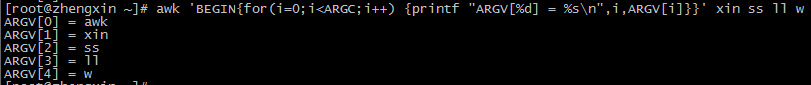 [root@zhengxin ~]# awk 'BEGIN{for(i=0;i<ARGC;i++) {printf "ARGV[%d] = %s\n",i,ARGV[i]}}' xin ss ll w
ARGV[0] = awk
ARGV[1] = xin
ARGV[2] = ss
ARGV[3] = ll
ARGV[4] = w